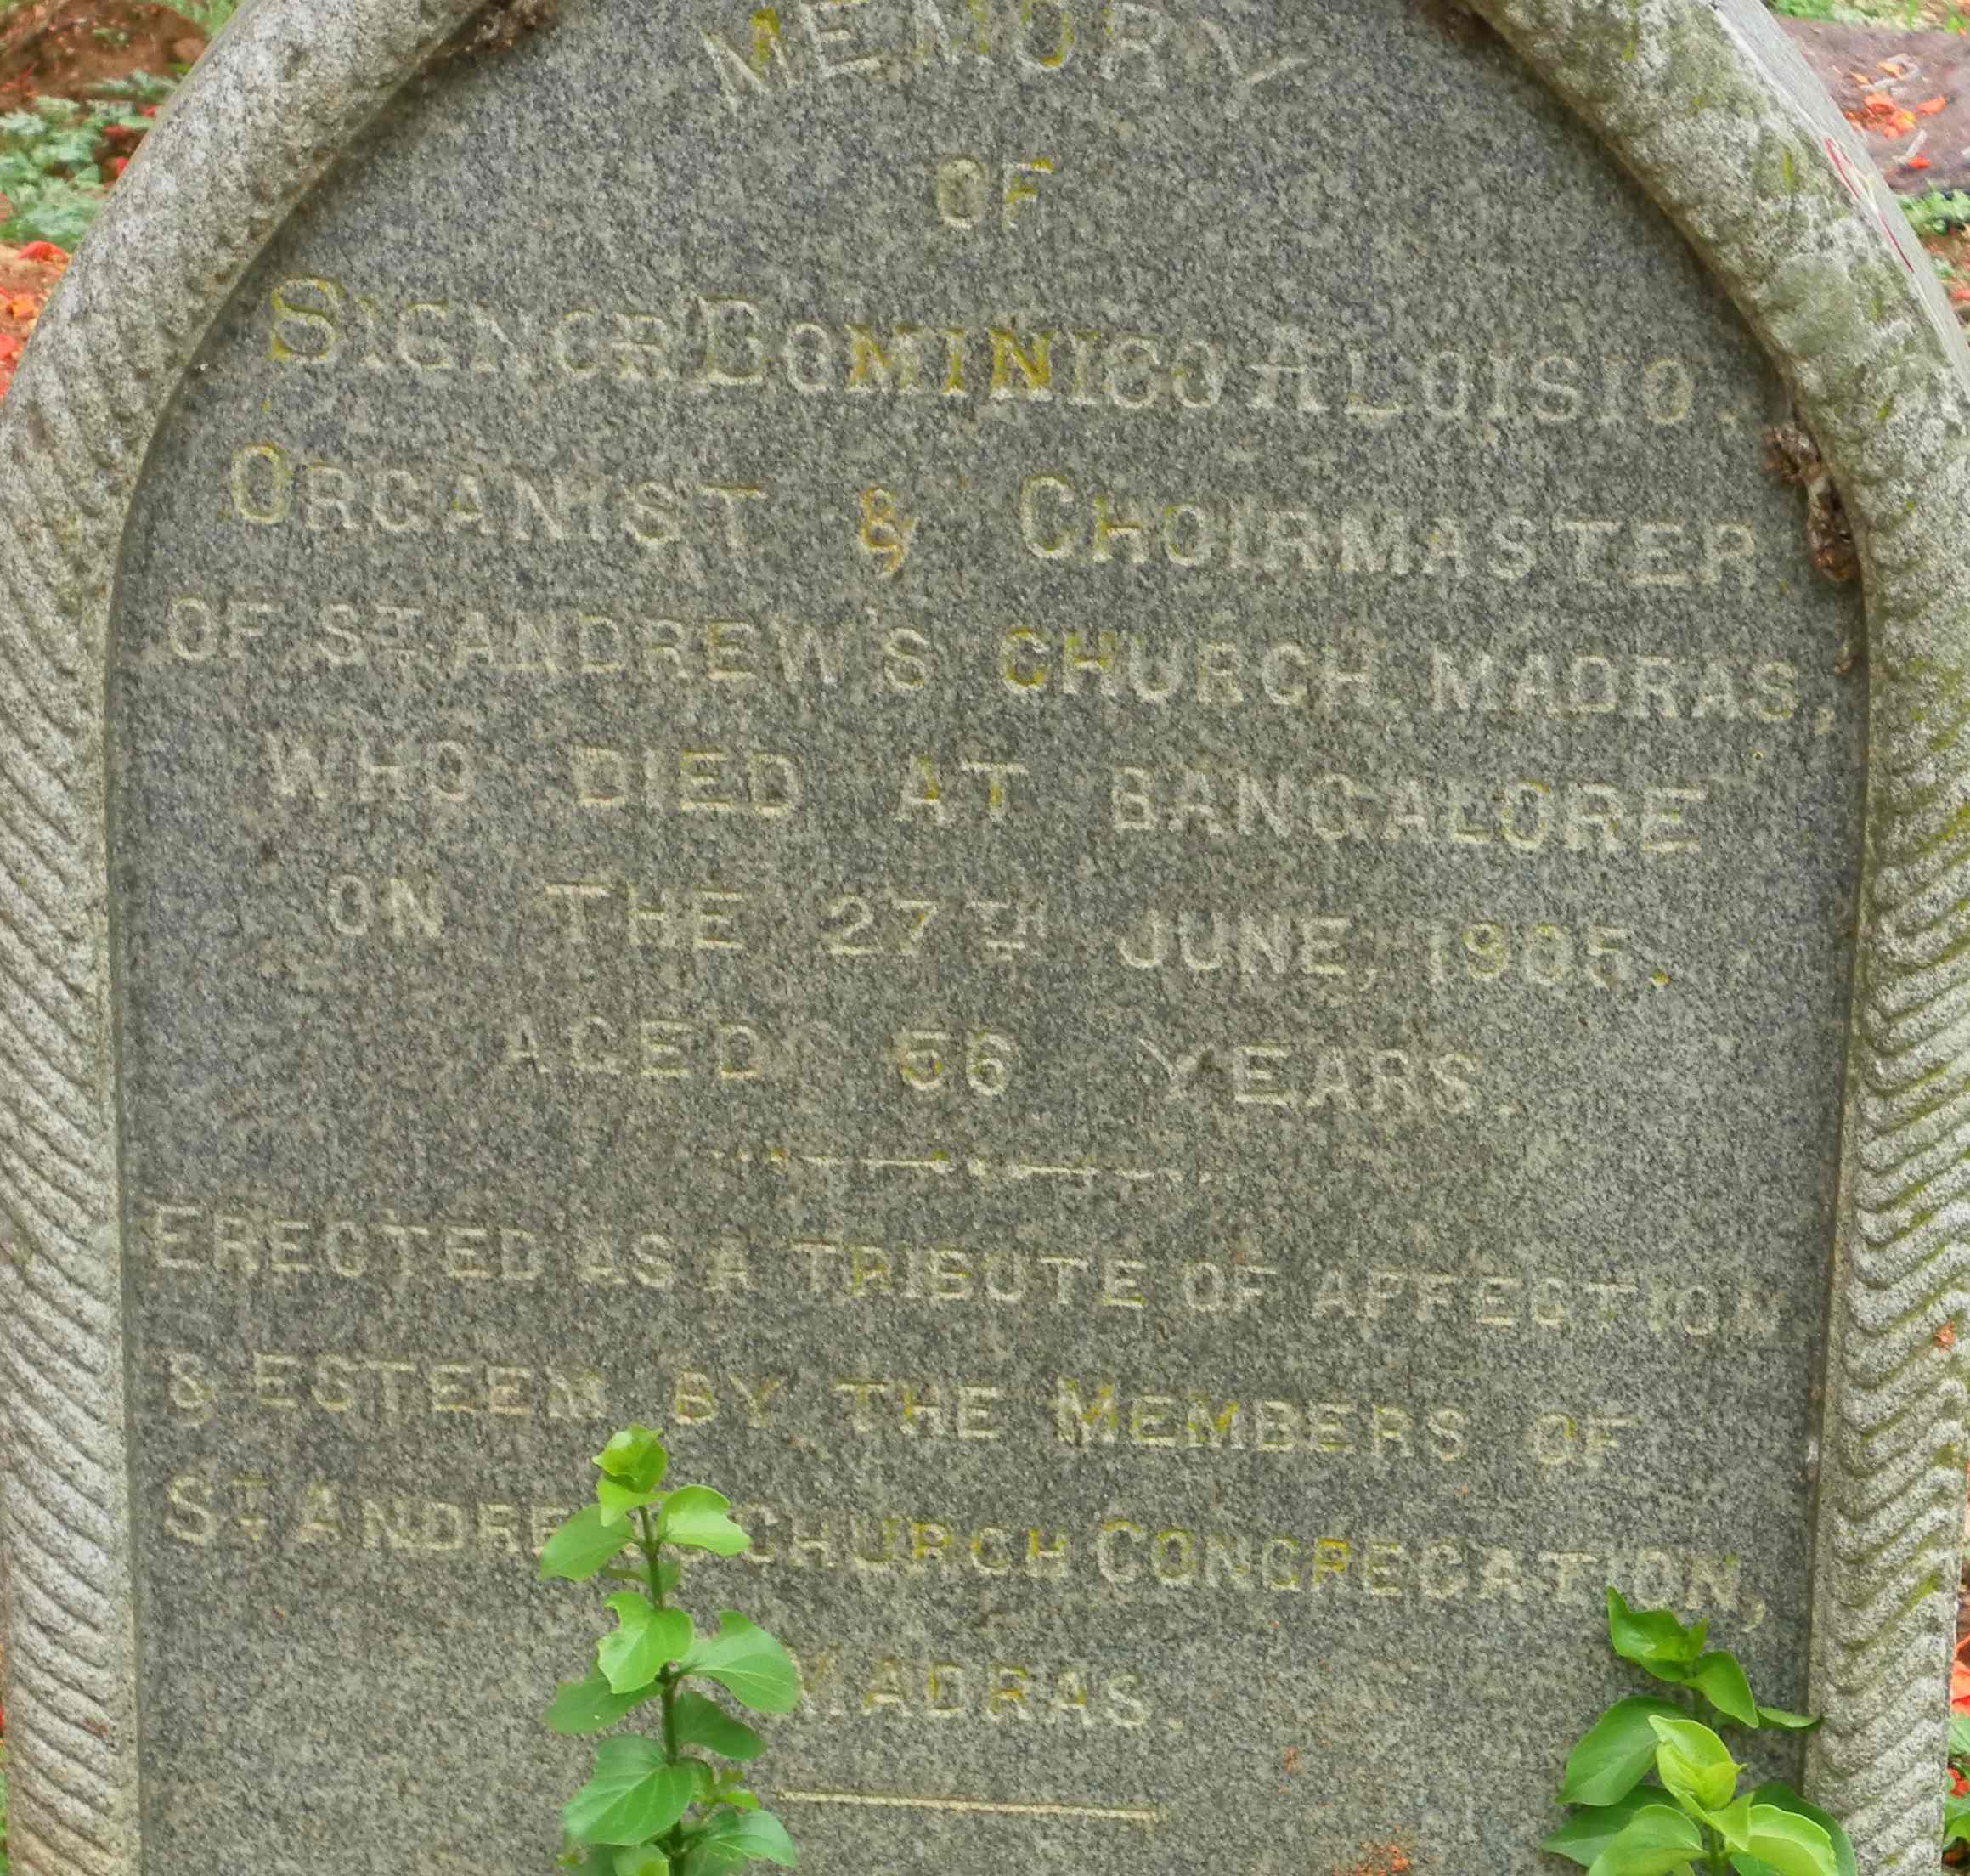 MEMORY
OF
SIGNOR DOMINICO ALOISIO.
ORGANIST & CHOIRMASTER
OF ST ANDREW'S CHURCH MADRAS,
WHO DIED AT BANGALORE
ON THE 27TH JUNE, 1905.
AGED 56 YEARS.
ERECTED AS A TRIBUTE OF AFFECTION
& ESTEEM BY THE MEMBERS OF
ST CHURCH CONGREGATION,
MADRAS.